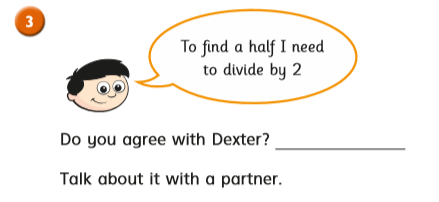 3
To find a half I need
to divide by 2
Do you agree with Dexter? ____________
Talk about it with a partner.